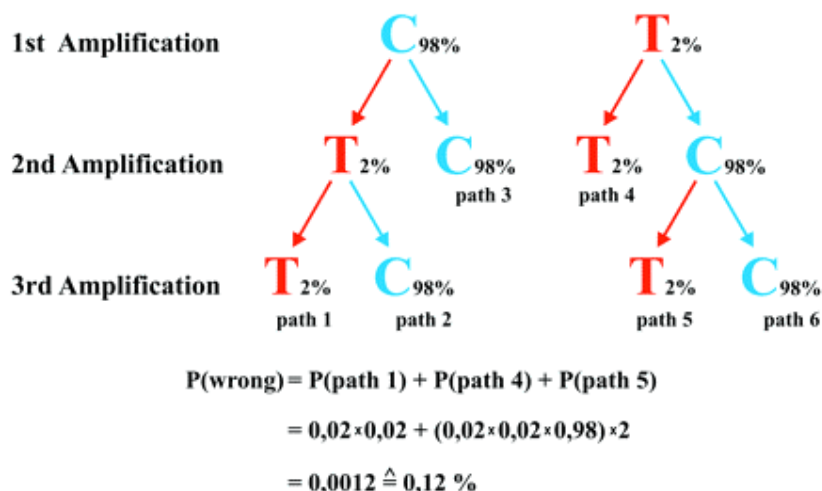 1st Amplification C98% T2%
2nd Amplification T2% C98% T2% C98%
path 3 path 4
3rd Amplification T2% C98% T2% C98%
path 1 path 2 path 5 path 6
P(wrong) = P(path 1) + P(path 4) + P(path 5)
= 0,02×0,02 + (0,02×0,02×0,98)×2
= 0,0012 ≙ 0,12 %